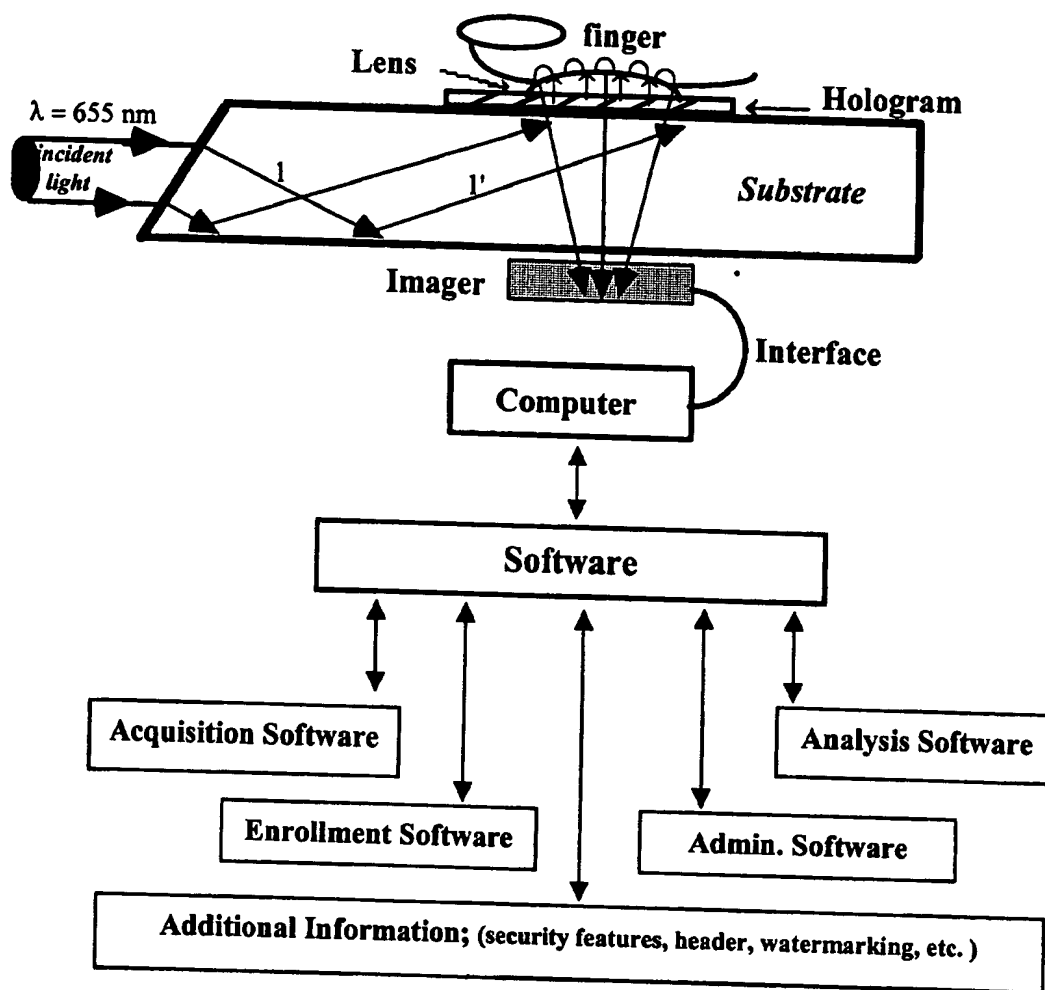 finger
Lens
Hologram
λ = 655 nm
incident
light
1
1'
Substrate
Imager
Interface
Computer
Software
Acquisition Software
Analysis Software
Enrollment Software
Admin. Software
Additional Information; (security features, header, watermarking, etc. )